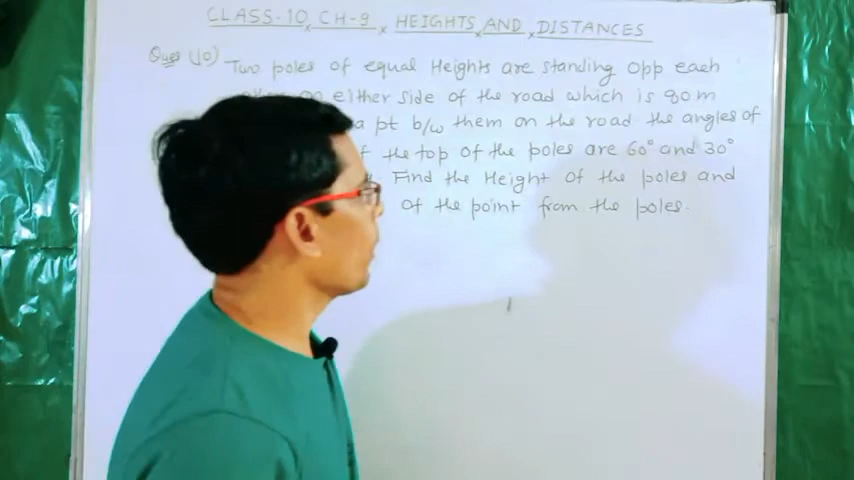 CLASS-10, CH-9, HEIGHTS AND DISTANCES
Ques (10) Two poles of equal Heights are standing opp each
other on either side of the road which is 80 m
a pt b/w them on the road the angles of
the top of the poles are 60° and 30°
Find the Height of the poles and
of the point from the poles.